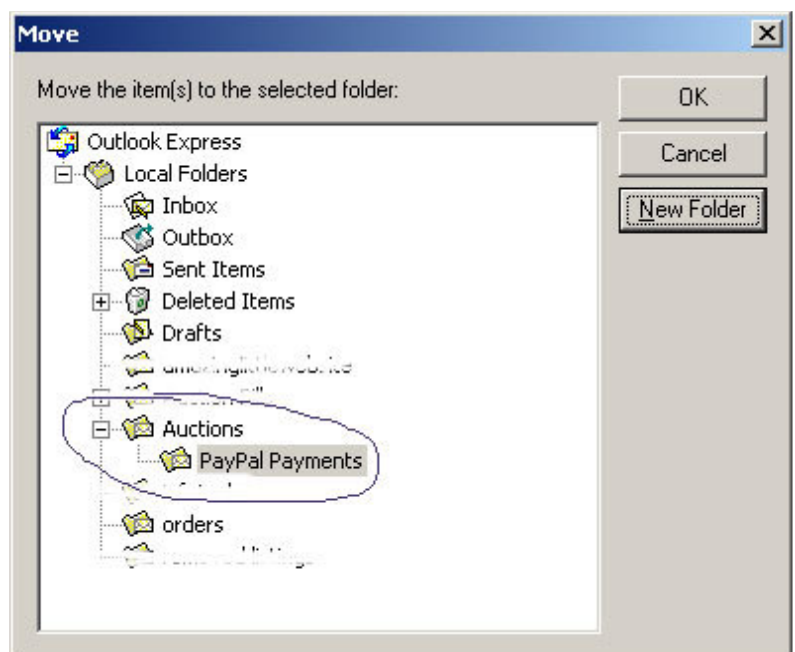 Move
Move the item(s) to the selected folder:
OK
Cancel
New Folder
Outlook Express
Local Folders
Inbox
Outbox
Sent Items
Deleted Items
Drafts
Auctions
PayPal Payments
orders